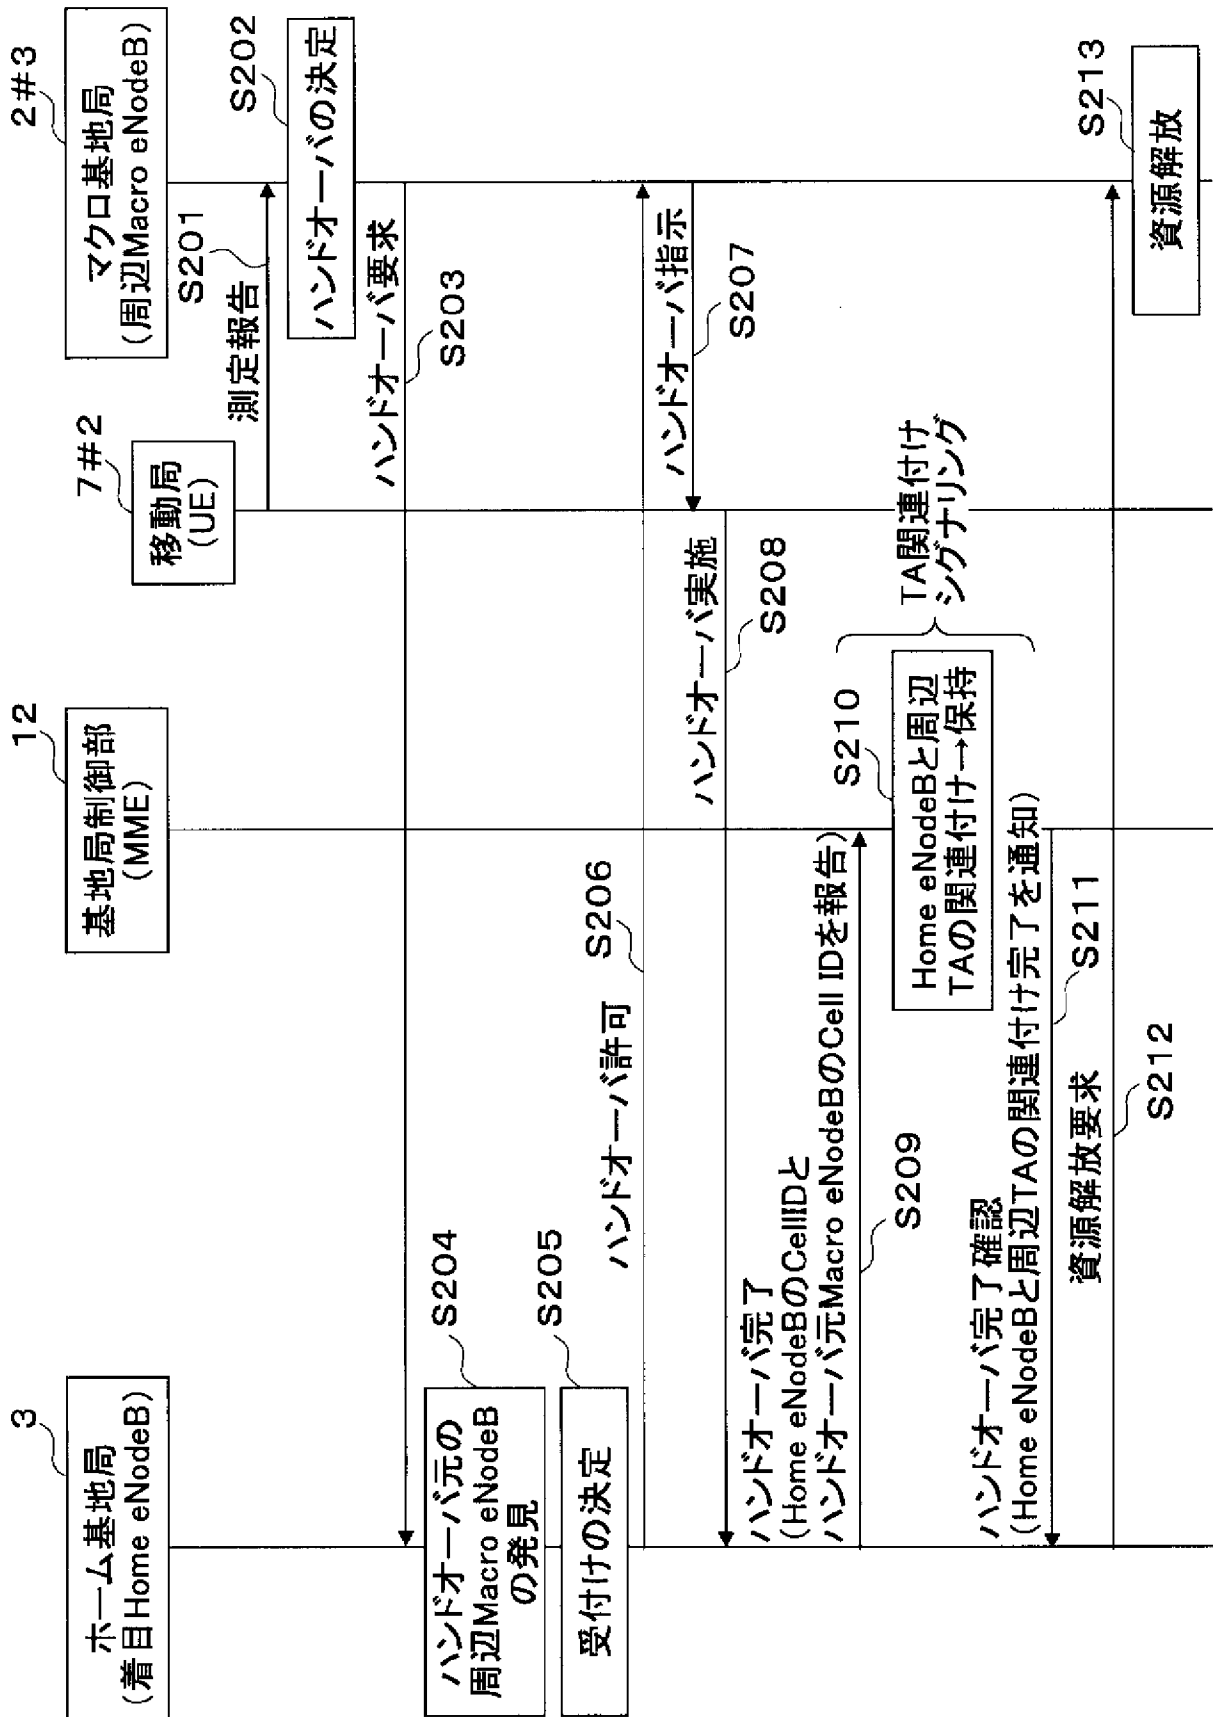 3
ホーム基地局
(着目Home eNodeB)
12
基地局制御部
(MME)
7#2
移動局
(UE)
2#3
マクロ基地局
(周辺Macro eNodeB)
測定報告
S201
ハンドオーバの決定
S202
ハンドオーバ要求
S203
ハンドオーバ元の
周辺Macro eNodeB
の発見
S204
受付けの決定
S205
ハンドオーバ許可
S206
ハンドオーバ指示
S207
ハンドオーバ実施
S208
ハンドオーバ完了
(Home eNodeBのCellIDと
ハンドオーバ元Macro eNodeBのCell IDを報告)
S209
S210
Home eNodeBと周辺
TAの関連付け→保持
TA関連付け
シグナリング
ハンドオーバ完了確認
(Home eNodeBと周辺TAの関連付け完了を通知)
S211
資源解放要求
S212
S213
資源解放